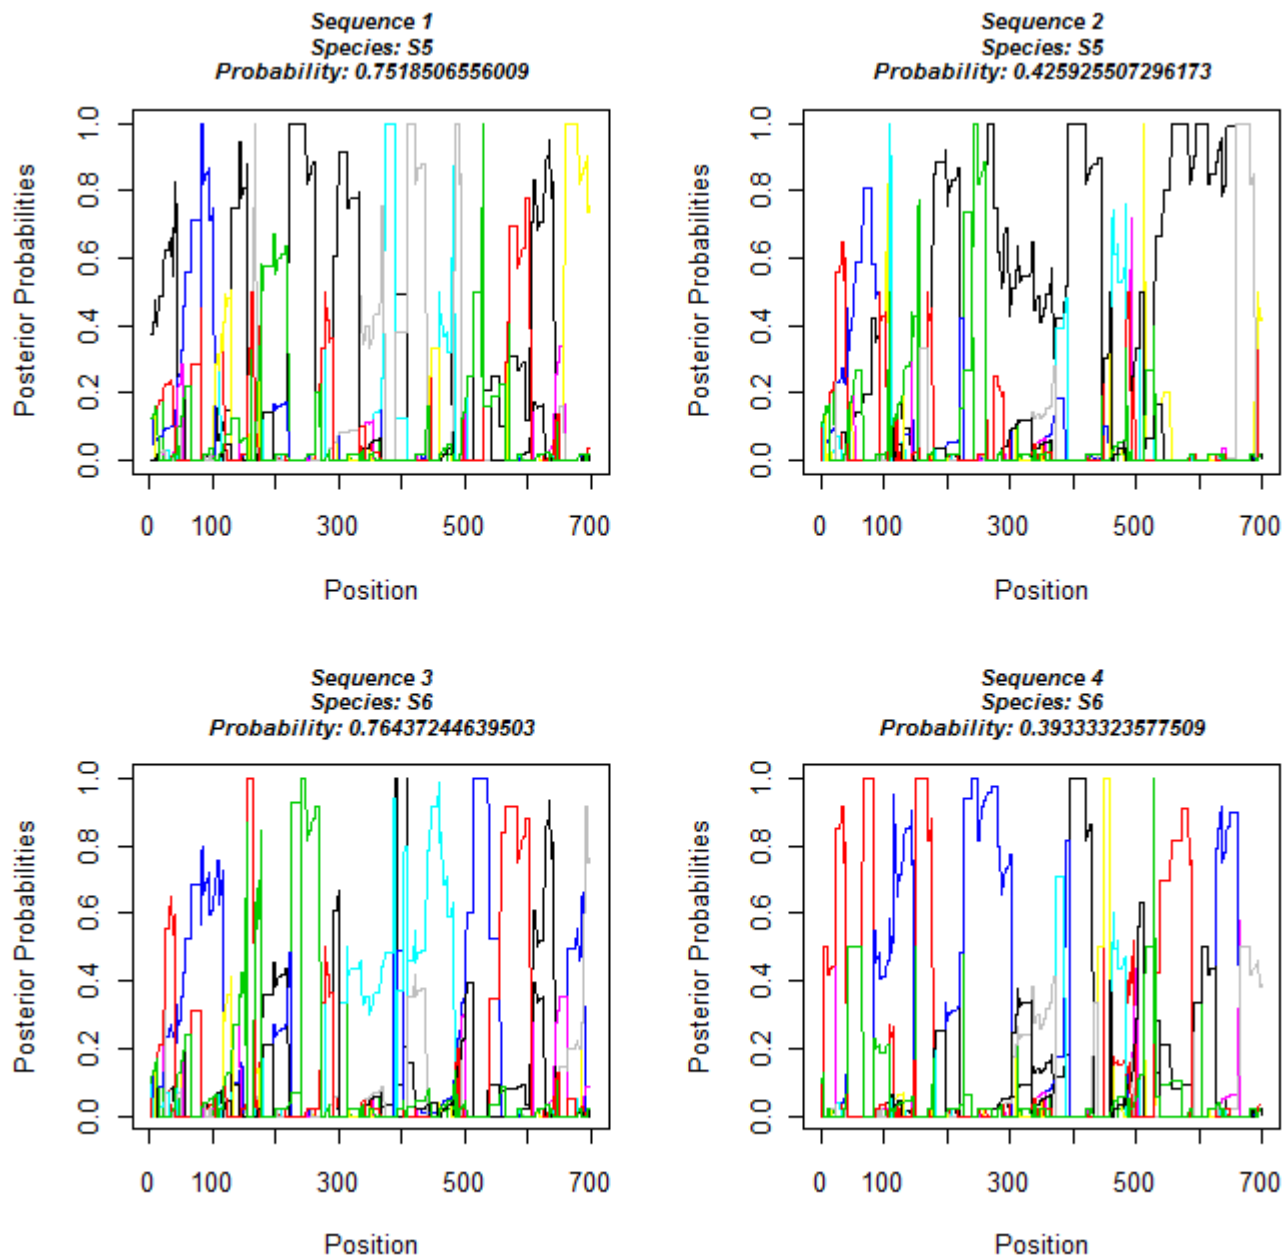 Sequence 1
Species: S5
Probability: 0.7518506556009
Posterior Probabilities
1.0
0.8
0.6
0.4
0.2
0.0
0 100 300 500 700
Position
Sequence 2
Species: S5
Probability: 0.425925507296173
Posterior Probabilities
1.0
0.8
0.6
0.4
0.2
0.0
0 100 300 500 700
Position
Sequence 3
Species: S6
Probability: 0.76437244639503
Posterior Probabilities
1.0
0.8
0.6
0.4
0.2
0.0
0 100 300 500 700
Position
Sequence 4
Species: S6
Probability: 0.39333323577509
Posterior Probabilities
1.0
0.8
0.6
0.4
0.2
0.0
0 100 300 500 700
Position